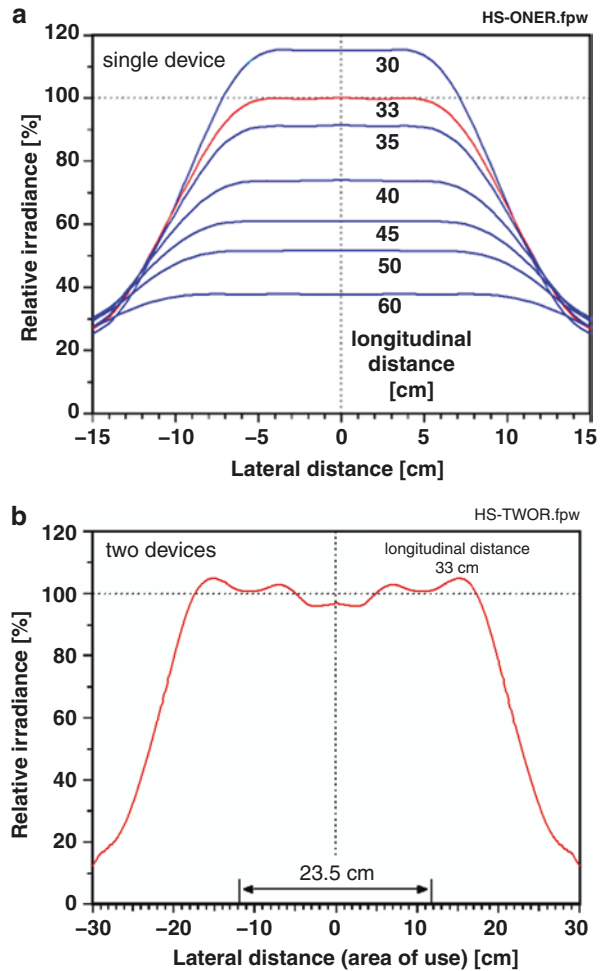 a
HS-ONER.fpw
single device
120
100
80
60
40
20
0
Relative irradiance [%]
30
33
35
40
45
50
60
longitudinal
distance
[cm]
−15
−10
−5
0
5
10
15
Lateral distance [cm]
b
HS-TWOR.fpw
two devices
longitudinal distance
33 cm
120
100
80
60
40
20
0
Relative irradiance [%]
23.5 cm
−30
−20
−10
0
10
20
30
Lateral distance (area of use) [cm]